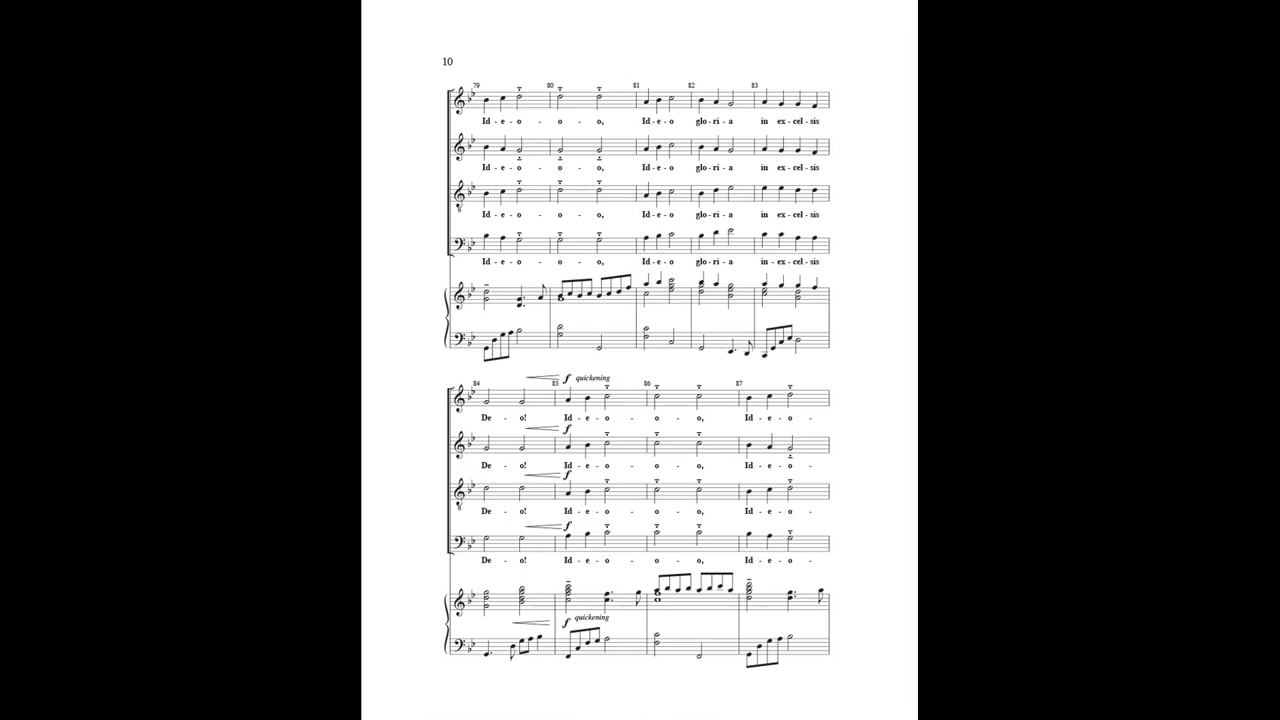 10
79 80 81 82 83
Id - e - o - o - o, Id - e - o glo - ri - a in ex - cel - sis
Id - e - o - o - o, Id - e - o glo - ri - a in ex - cel - sis
8
Id - e - o - o - o, Id - e - o glo - ri - a in ex - cel - sis
Id - e - o - o - o, Id - e - o glo - ri - a in - ex - cel - sis
84 85 86 87
f quickening
De - o! Id - e - o - o - o, Id - e - o -
f
De - o! Id - e - o - o - o, Id - e - o -
f
8
De - o! Id - e - o - o - o, Id - e - o -
f
De - o! Id - e - o - o - o, Id - e - o -
f quickening